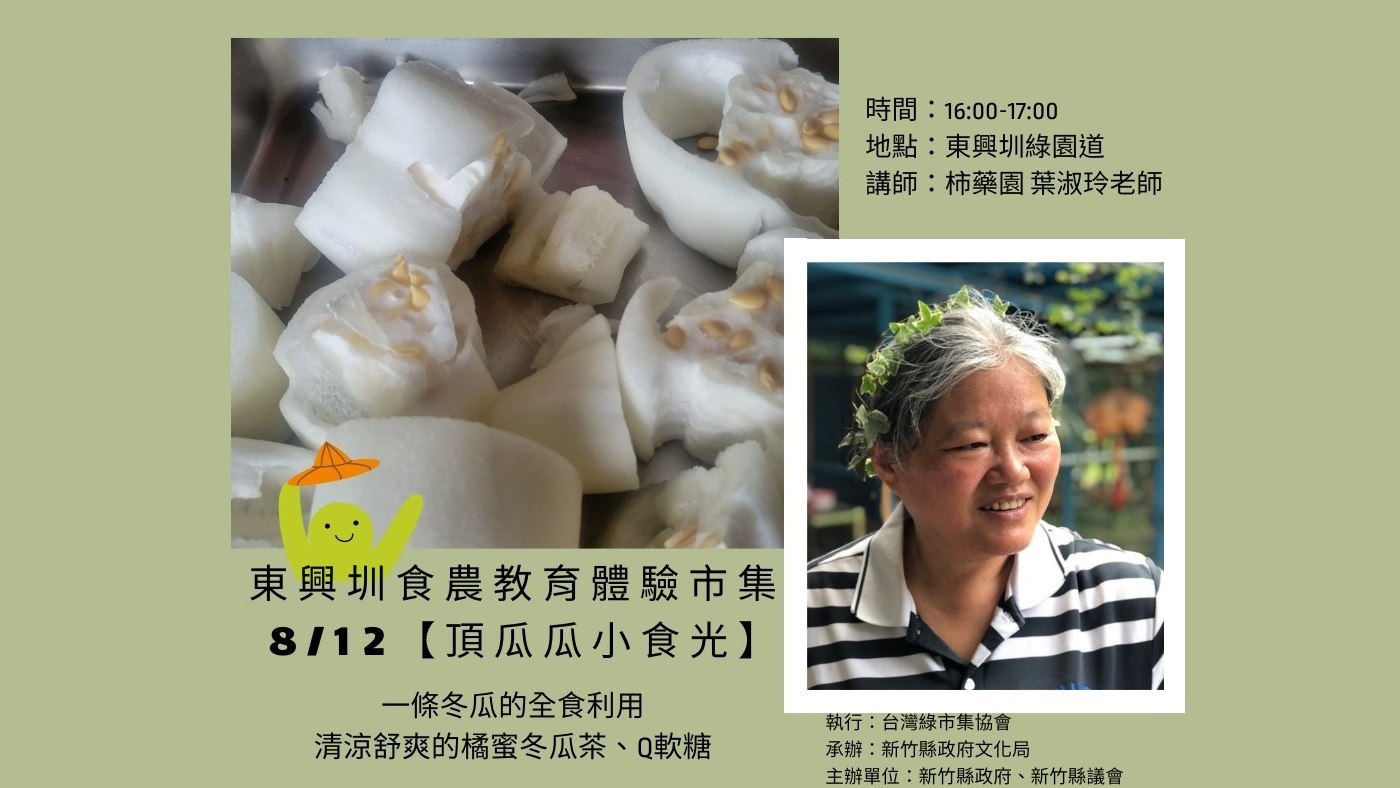 時間：16:00-17:00
地點：東興圳綠園道
講師：柿藥園 葉淑玲老師
東興圳食農教育體驗市集
8/12【頂瓜瓜小食光】
一條冬瓜的全食利用
清涼舒爽的橘蜜冬瓜茶、Q軟糖
執行：台灣綠市集協會
承辦：新竹縣政府文化局
主辦單位：新竹縣政府、新竹縣議會